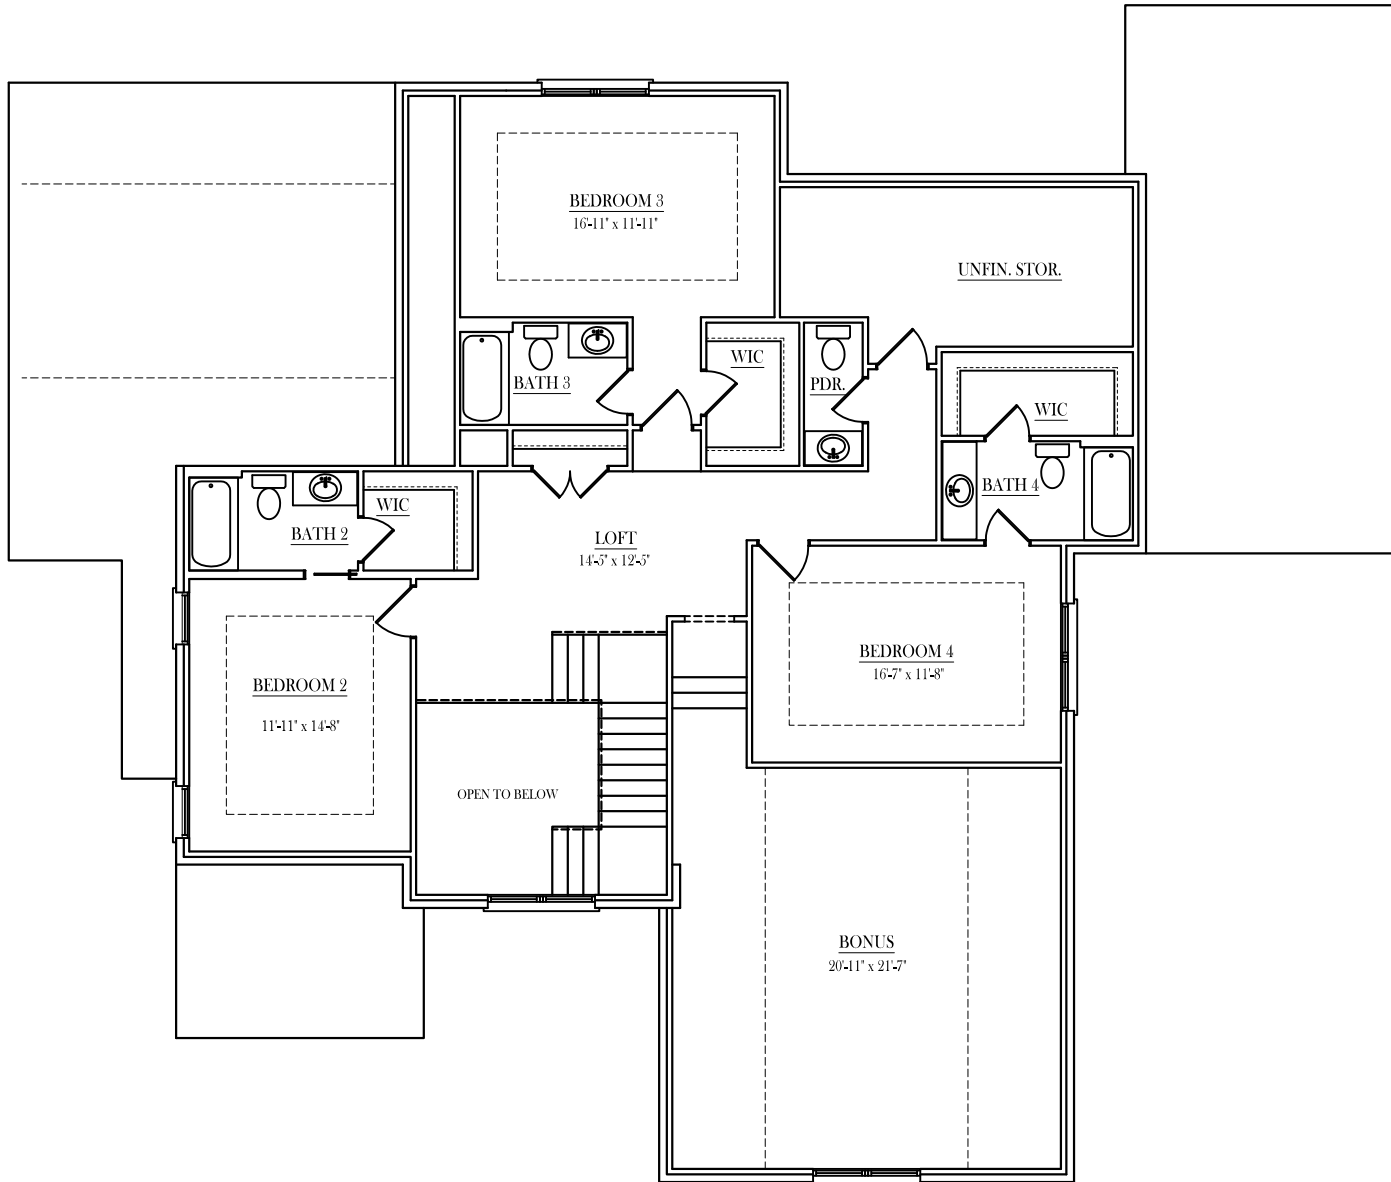 BEDROOM 3
16'-11" x 11'-11"
UNFIN. STOR.
WIC
BATH 3
PDR.
WIC
BATH 4
WIC
BATH 2
LOFT
14'-5" x 12'-5"
BEDROOM 4
16'-7" x 11'-8"
BEDROOM 2
11'-11" x 14'-8"
OPEN TO BELOW
BONUS
20'-11" x 21'-7"